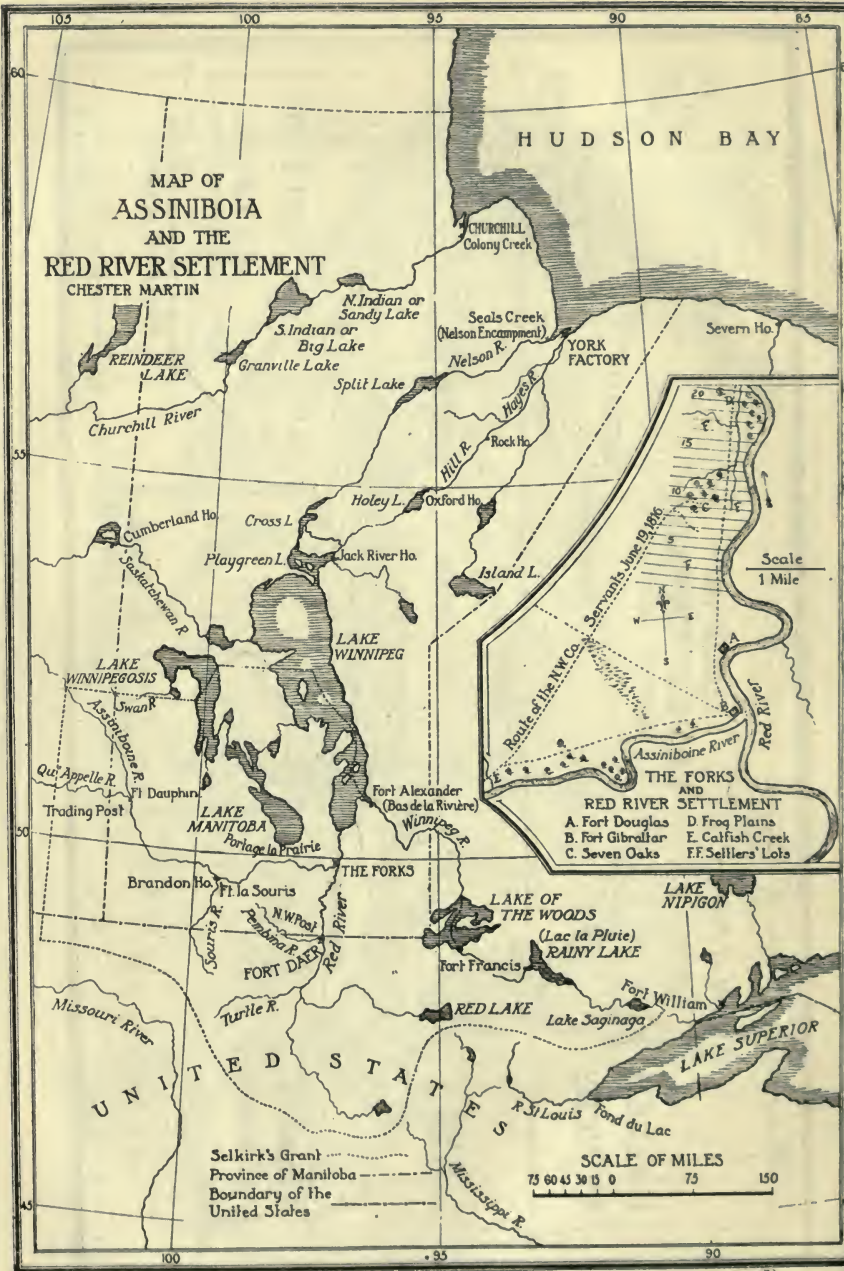 105
100
95
90
85
60
HUDSON BAY
MAP OF
ASSINIBOIA
AND THE
RED RIVER SETTLEMENT
CHESTER MARTIN
CHURCHILL
Colony Creek
N. Indian or
Sandy Lake
S. Indian or
Big Lake
Granville Lake
REINDEER
LAKE
Churchill River
Seals Creek
(Nelson Encampment)
Nelson R.
YORK
FACTORY
Severn Ho.
Split Lake
Hayes R.
Hill R.
Rock Ho.
55
Holey L.
Oxford Ho.
Cross L
Cumberland Ho.
Playgreen L.
Jack River Ho.
Island L.
Saskatchewan R
LAKE
WINNIPEG
LAKE
WINNIPEGOSIS
Swan R
Assiniboine R.
Qu'Appelle R.
Ft Dauphin
Trading Post
LAKE
MANITOBA
Fort Alexander
(Bas de la Rivière)
Winnipeg R.
50
Portage la Prairie
THE FORKS
Brandon Ho.
Ft. la Souris
Souris R.
N.W. Post
Pembina R.
FORT DAER
Red River
LAKE OF
THE WOODS
(Lac la Pluie)
RAINY LAKE
Fort Francis
LAKE
NIPIGON
Fort William
Lake Saginaga
LAKE SUPERIOR
Turtle R.
RED LAKE
Missouri River
UNITED STATES
R. St Louis
Fond du Lac
Mississippi R.
20
D
E
15
10
C
E
5
F
Scale
1 Mile
N
W
E
S
A
B
F
Route of the N.W. Co. Servants June 19, 1816
Assiniboine River
Red River
THE FORKS
AND
RED RIVER SETTLEMENT
A. Fort Douglas
D. Frog Plains
B. Fort Gibraltar
E. Catfish Creek
C. Seven Oaks
F.F. Settlers' Lots
Selkirk's Grant
Province of Manitoba
Boundary of the
United States
SCALE OF MILES
75 60 45 30 15 0 75 150
45
100
95
90